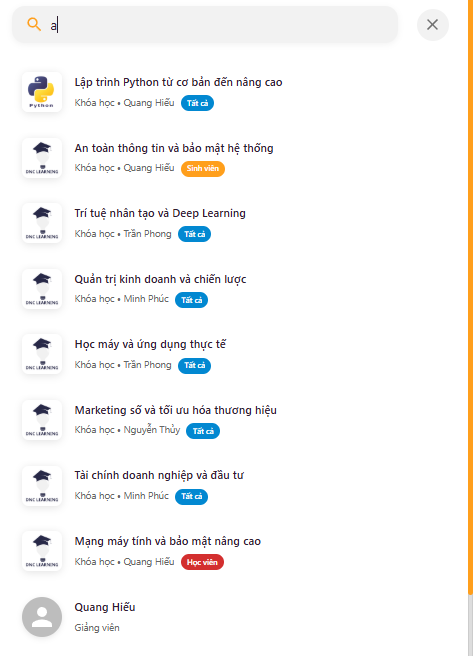 a
Lập trình Python từ cơ bản đến nâng cao
Khóa học • Quang Hiếu Tất cả
Python
An toàn thông tin và bảo mật hệ thống
Khóa học • Quang Hiếu Sinh viên
DNC LEARNING
Trí tuệ nhân tạo và Deep Learning
Khóa học • Trần Phong Tất cả
DNC LEARNING
Quản trị kinh doanh và chiến lược
Khóa học • Minh Phúc Tất cả
DNC LEARNING
Học máy và ứng dụng thực tế
Khóa học • Trần Phong Tất cả
DNC LEARNING
Marketing số và tối ưu hóa thương hiệu
Khóa học • Nguyễn Thủy Tất cả
DNC LEARNING
Tài chính doanh nghiệp và đầu tư
Khóa học • Minh Phúc Tất cả
DNC LEARNING
Mạng máy tính và bảo mật nâng cao
Khóa học • Quang Hiếu Học viên
DNC LEARNING
Quang Hiếu
Giảng viên